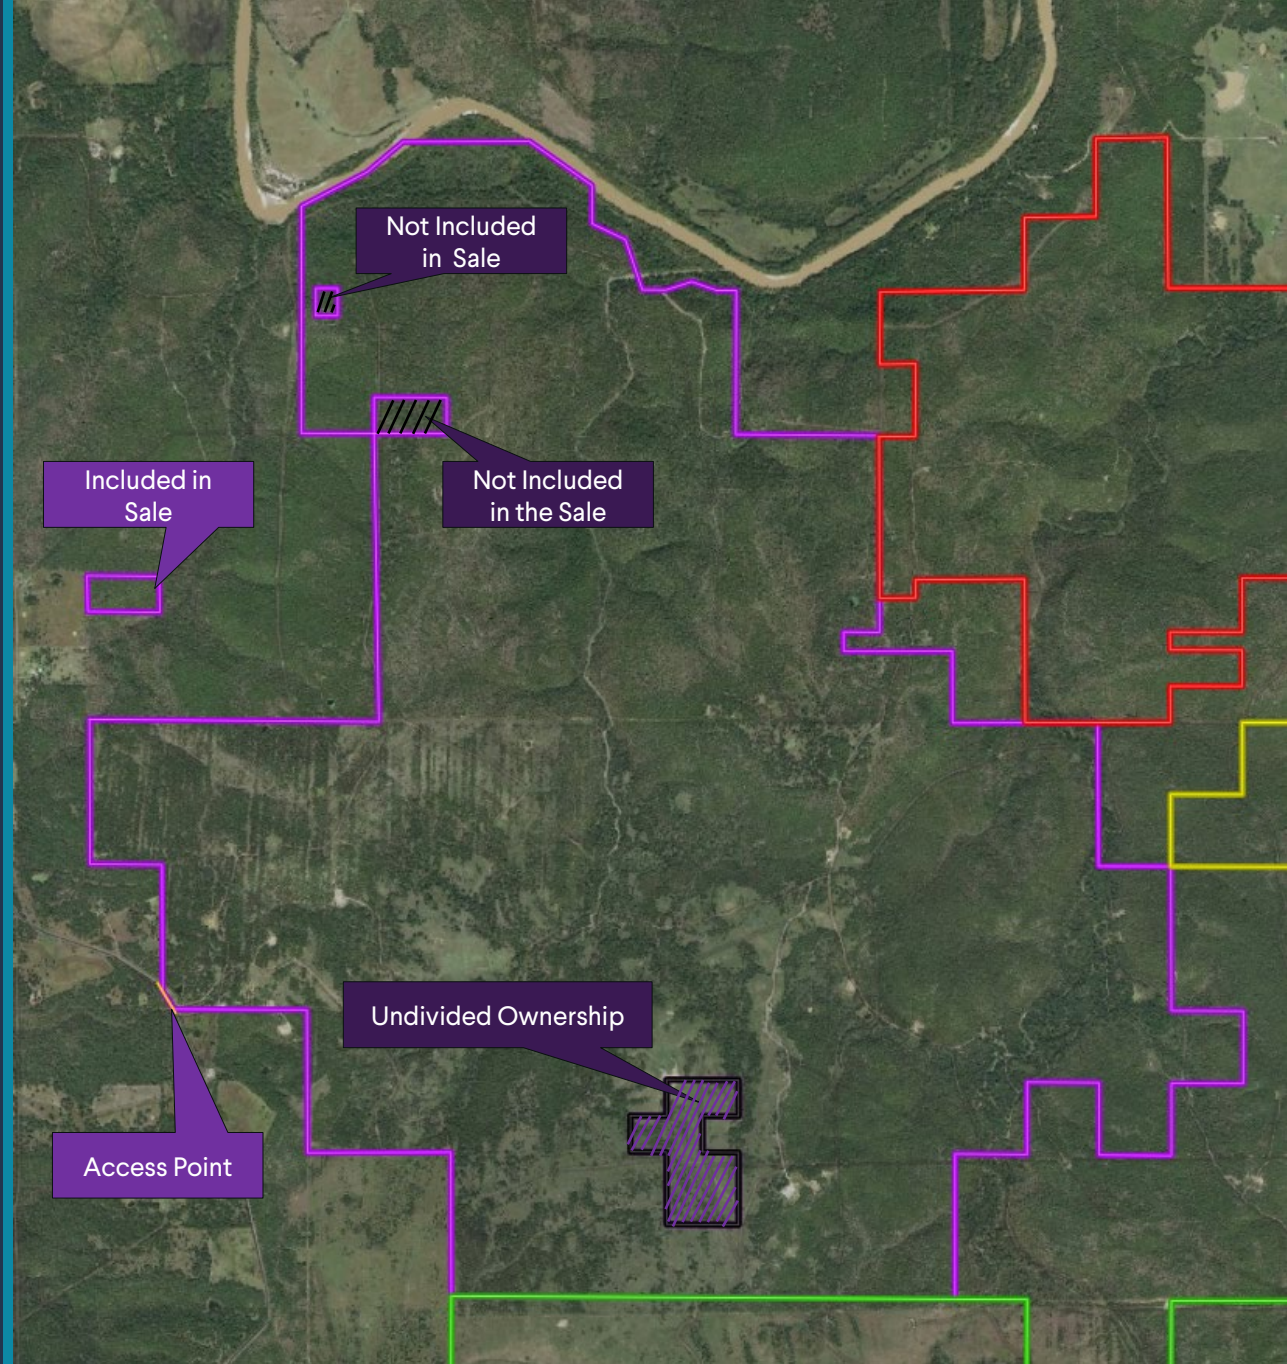 Not Included
in Sale
Included in
Sale
Not Included
in the Sale
Undivided Ownership
Access Point